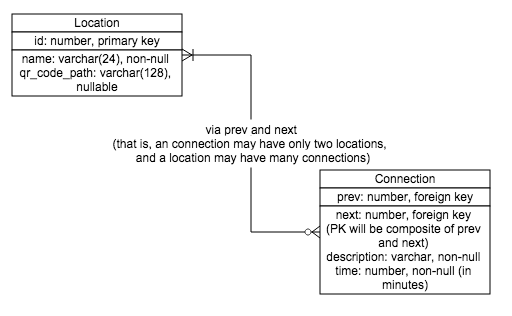 Location
id: number, primary key
name: varchar(24), non-null
qr_code_path: varchar(128),
nullable
via prev and next
(that is, an connection may have only two locations,
and a location may have many connections)
Connection
prev: number, foreign key
next: number, foreign key
(PK will be composite of prev
and next)
description: varchar, non-null
time: number, non-null (in
minutes)